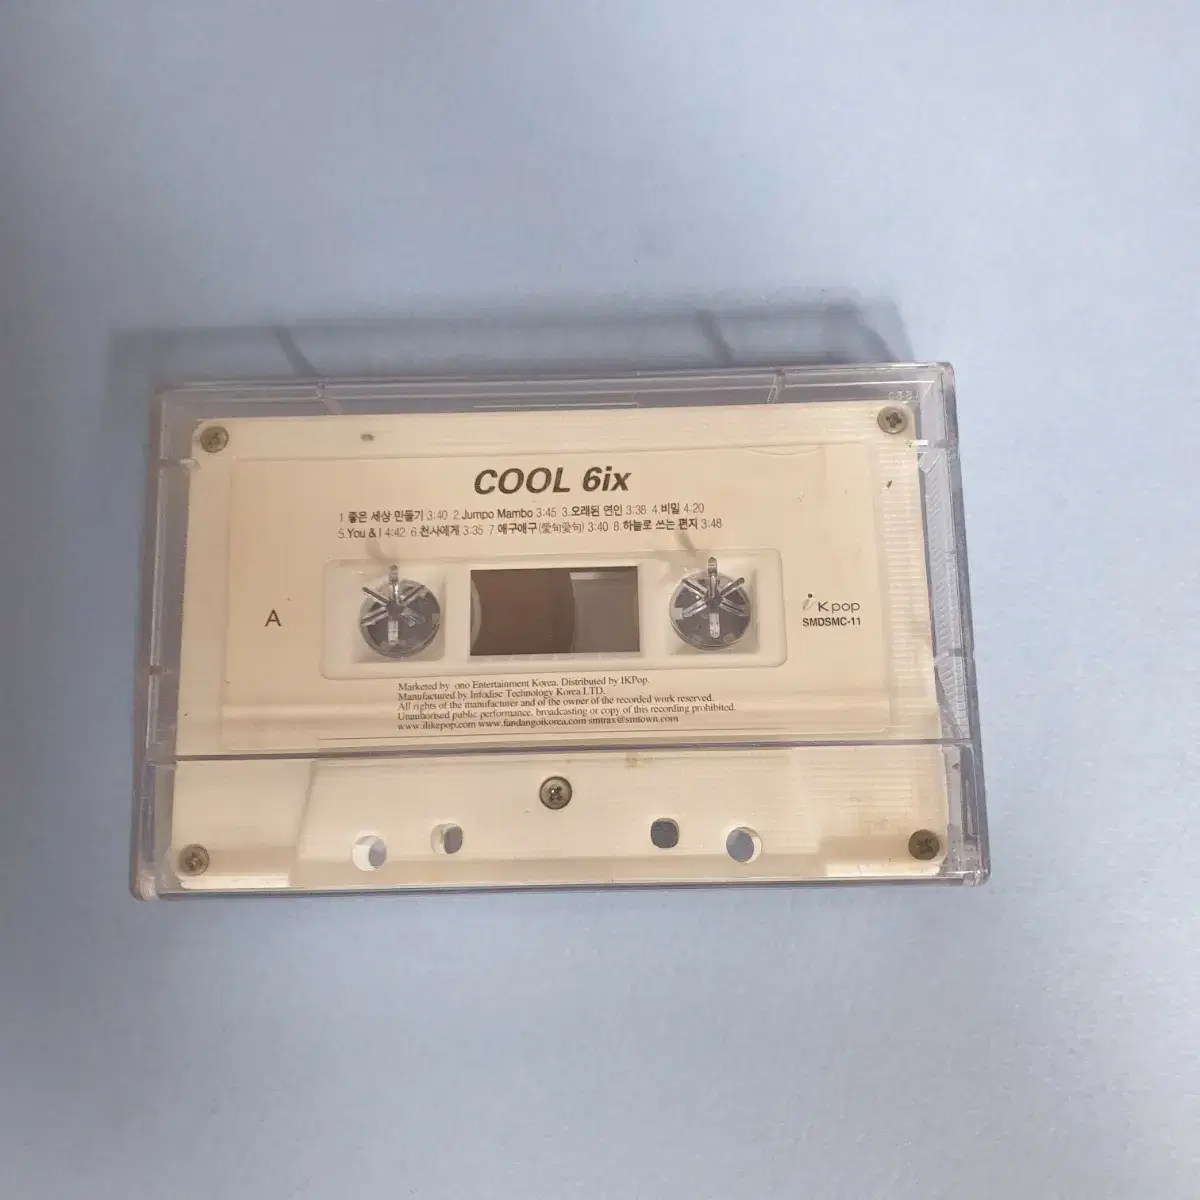 COOL 6ix
1.좋은 세상 만들기 3:40 2.Jumpo Mambo 3:45 3.오래된 연인 3:38 4.비밀 4:20
5.You & I 4:42 6.천사에게 3:35 7.애구애구(愛句愛句) 3:40 8.하늘로 쓰는 편지 3:48
A
i Kpop
SMDSMC-11
Marketed by ono Entertainment Korea. Distributed by IKPop.
Manufactured by Infodisc Technology Korea LTD.
All rights of the manufacturer and of the owner of the recorded work reserved.
Unauthorised public performance, broadcasting or copy of this recording prohibited.
www.ilikepop.com www.fandangoikorea.com smtrax@smtown.com